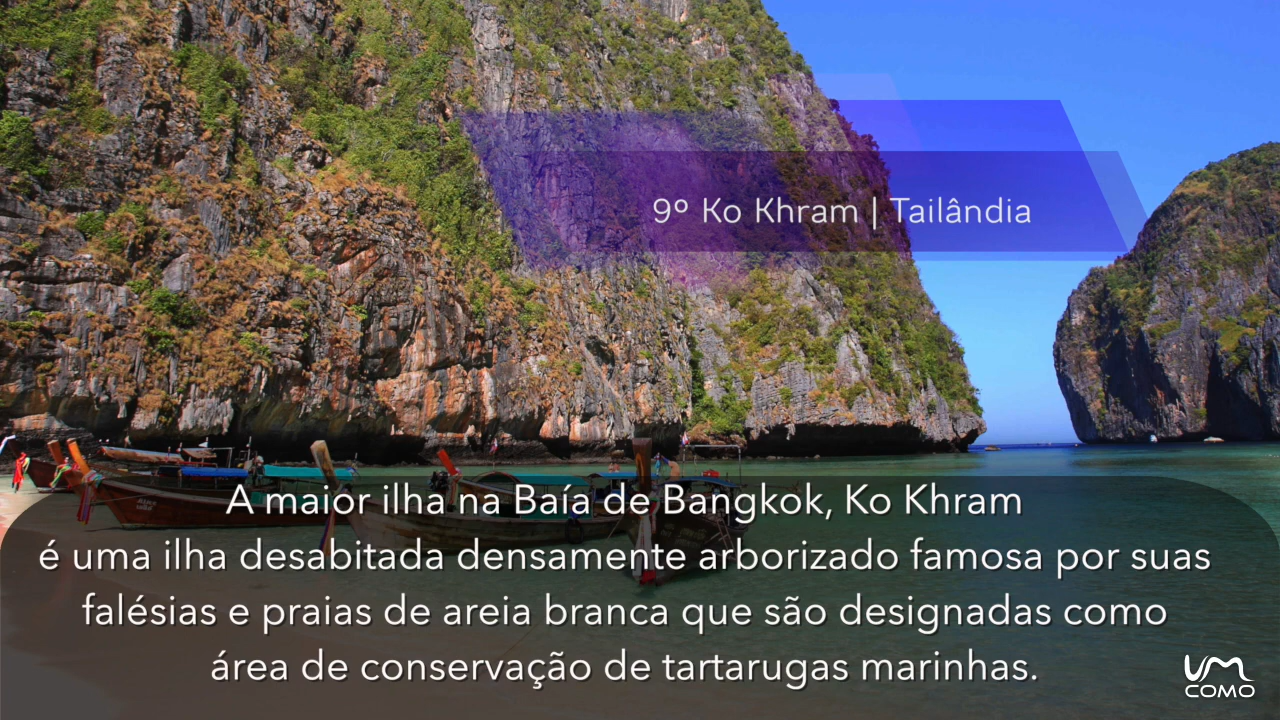 9º Ko Khram | Tailândia
A maior ilha na Baía de Bangkok, Ko Khram
é uma ilha desabitada densamente arborizado famosa por suas
falésias e praias de areia branca que são designadas como
área de conservação de tartarugas marinhas.
UM
COMO